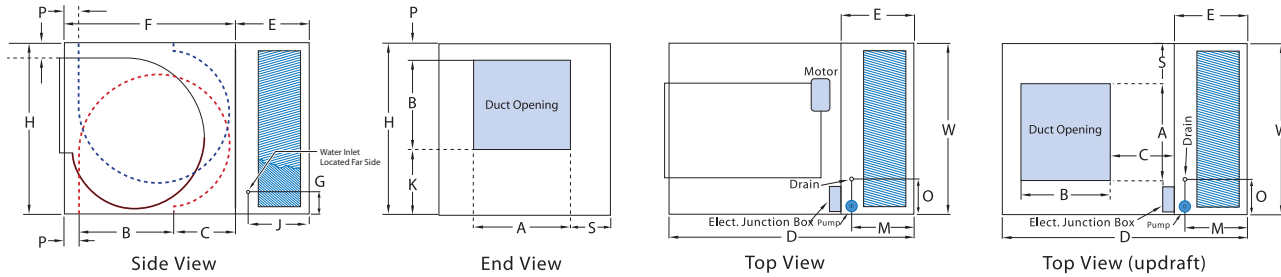 P
F
E
H
Water Inlet
Located Far Side
G
P
B
C
J
Side View
P
H
B
K
Duct Opening
A
S
End View
E
Motor
W
Drain
O
Elect. Junction Box
Pump
M
D
Top View
E
S
Duct Opening
A
Drain
C
W
B
O
Elect. Junction Box
Pump
M
D
Top View (updraft)